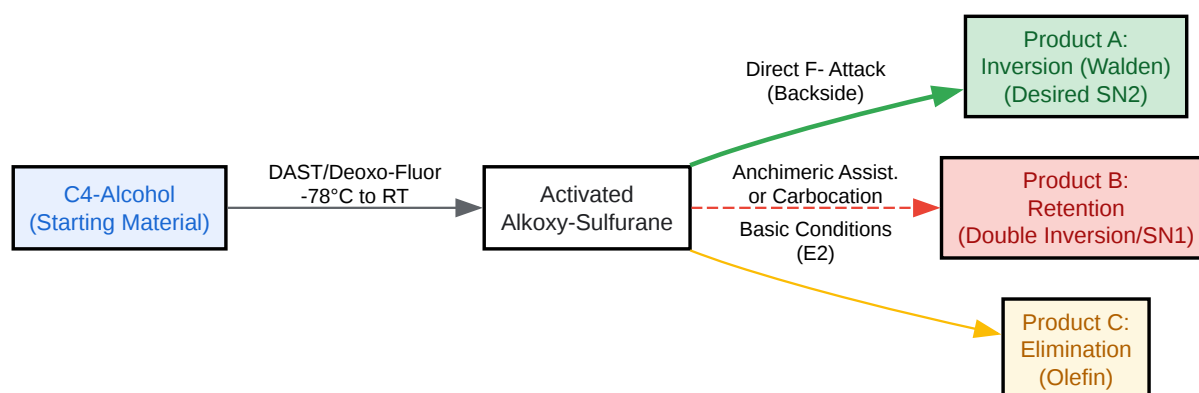 C4-Alcohol
(Starting Material)
DAST/Deoxo-Fluor
-78°C to RT
Activated
Alkoxy-Sulfurane
Direct F- Attack
(Backside)
Product A:
Inversion (Walden)
(Desired SN2)
Anchimeric Assist.
or Carbocation
Product B:
Retention
(Double Inversion/SN1)
Basic Conditions
(E2)
Product C:
Elimination
(Olefin)